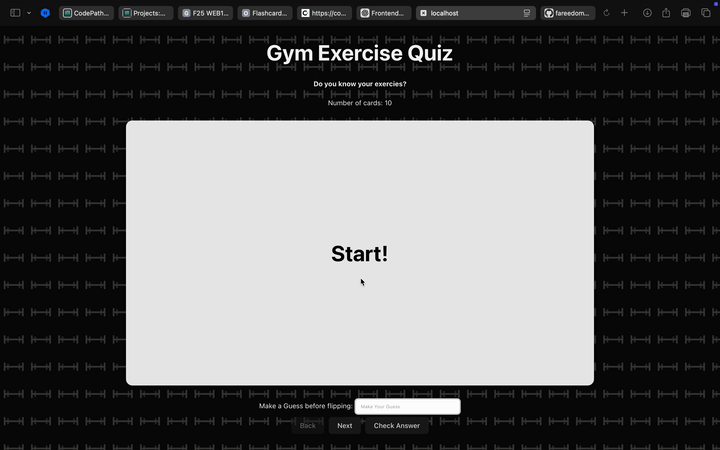 CodePath...
Projects:...
F25 WEB1...
Flashcard...
https://co...
Frontend...
localhost
fareedom...
Gym Exercise Quiz
Do you know your exercies?
Number of cards: 10
Start!
Make a Guess before flipping: Make Your Guess
Back Next Check Answer